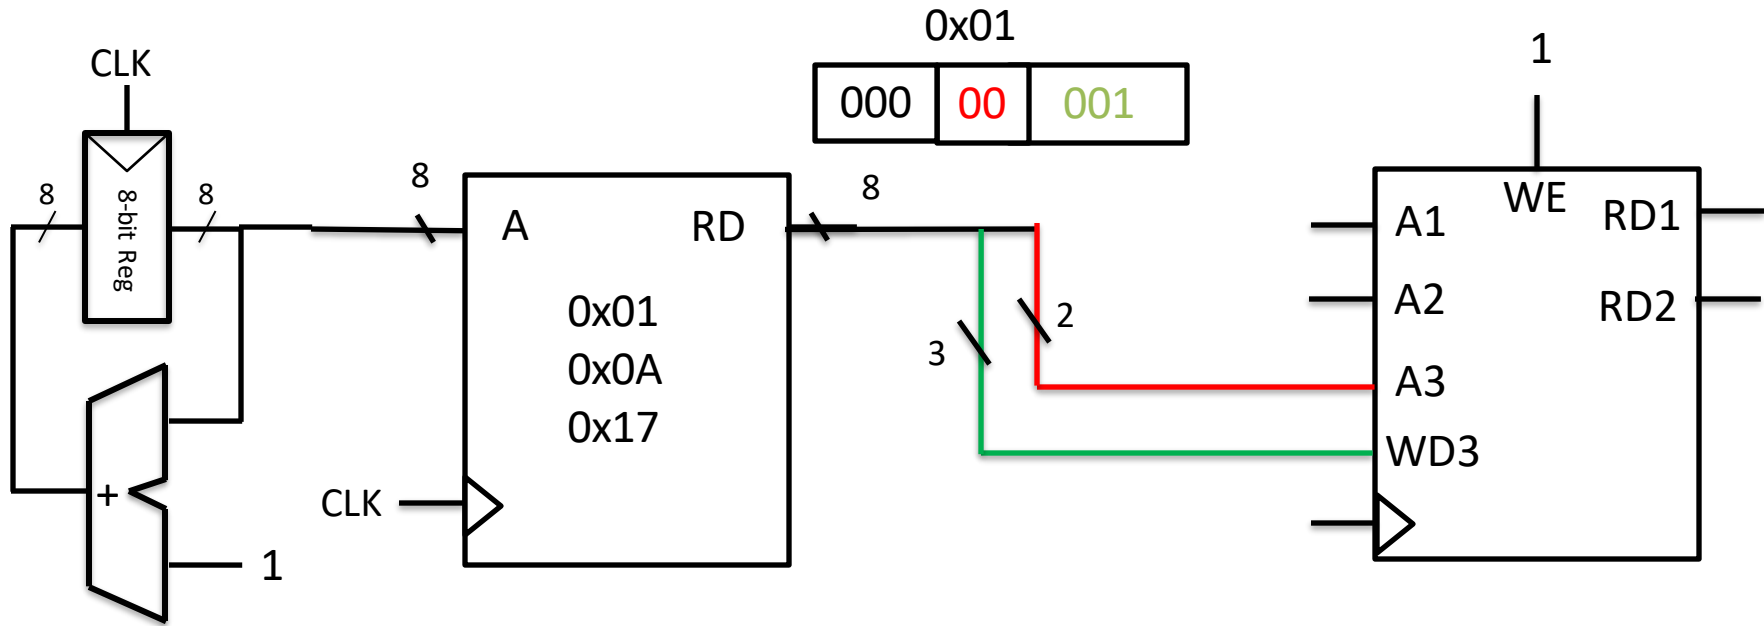 0x01
000 00 001
CLK
8
8
8-bit Reg
+
1
8
A
RD
0x01
0x0A
0x17
CLK
8
3
2
1
WE
A1
A2
A3
WD3
RD1
RD2